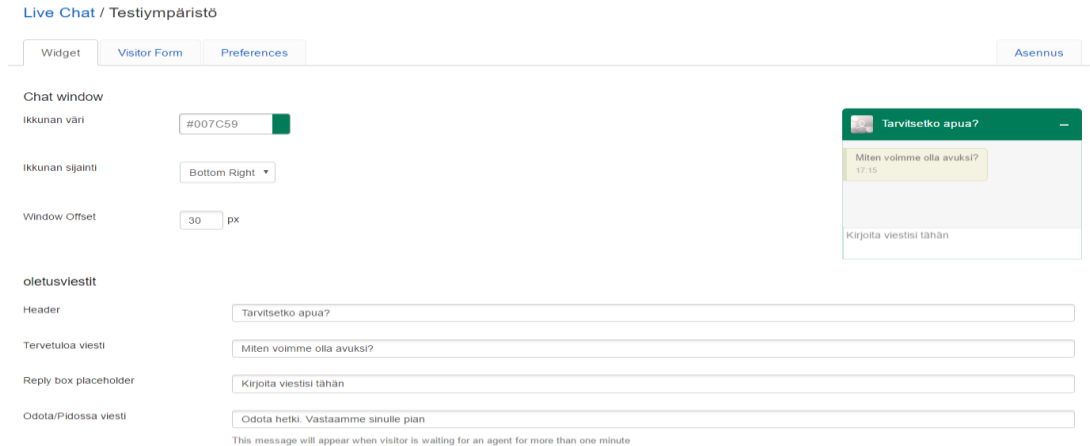 Live Chat / Testiympäristö
Widget Visitor Form Preferences Asennus
Chat window
Ikkunan väri #007C59
Ikkunan sijainti Bottom Right
Window Offset 30 px
Tarvitsetko apua? –
Miten voimme olla avuksi?
17:15
Kirjoita viestisi tähän
oletusviestit
Header Tarvitsetko apua?
Tervetuloa viesti Miten voimme olla avuksi?
Reply box placeholder Kirjoita viestisi tähän
Odota/Pidossa viesti Odota hetki. Vastaamme sinulle pian
This message will appear when visitor is waiting for an agent for more than one minute